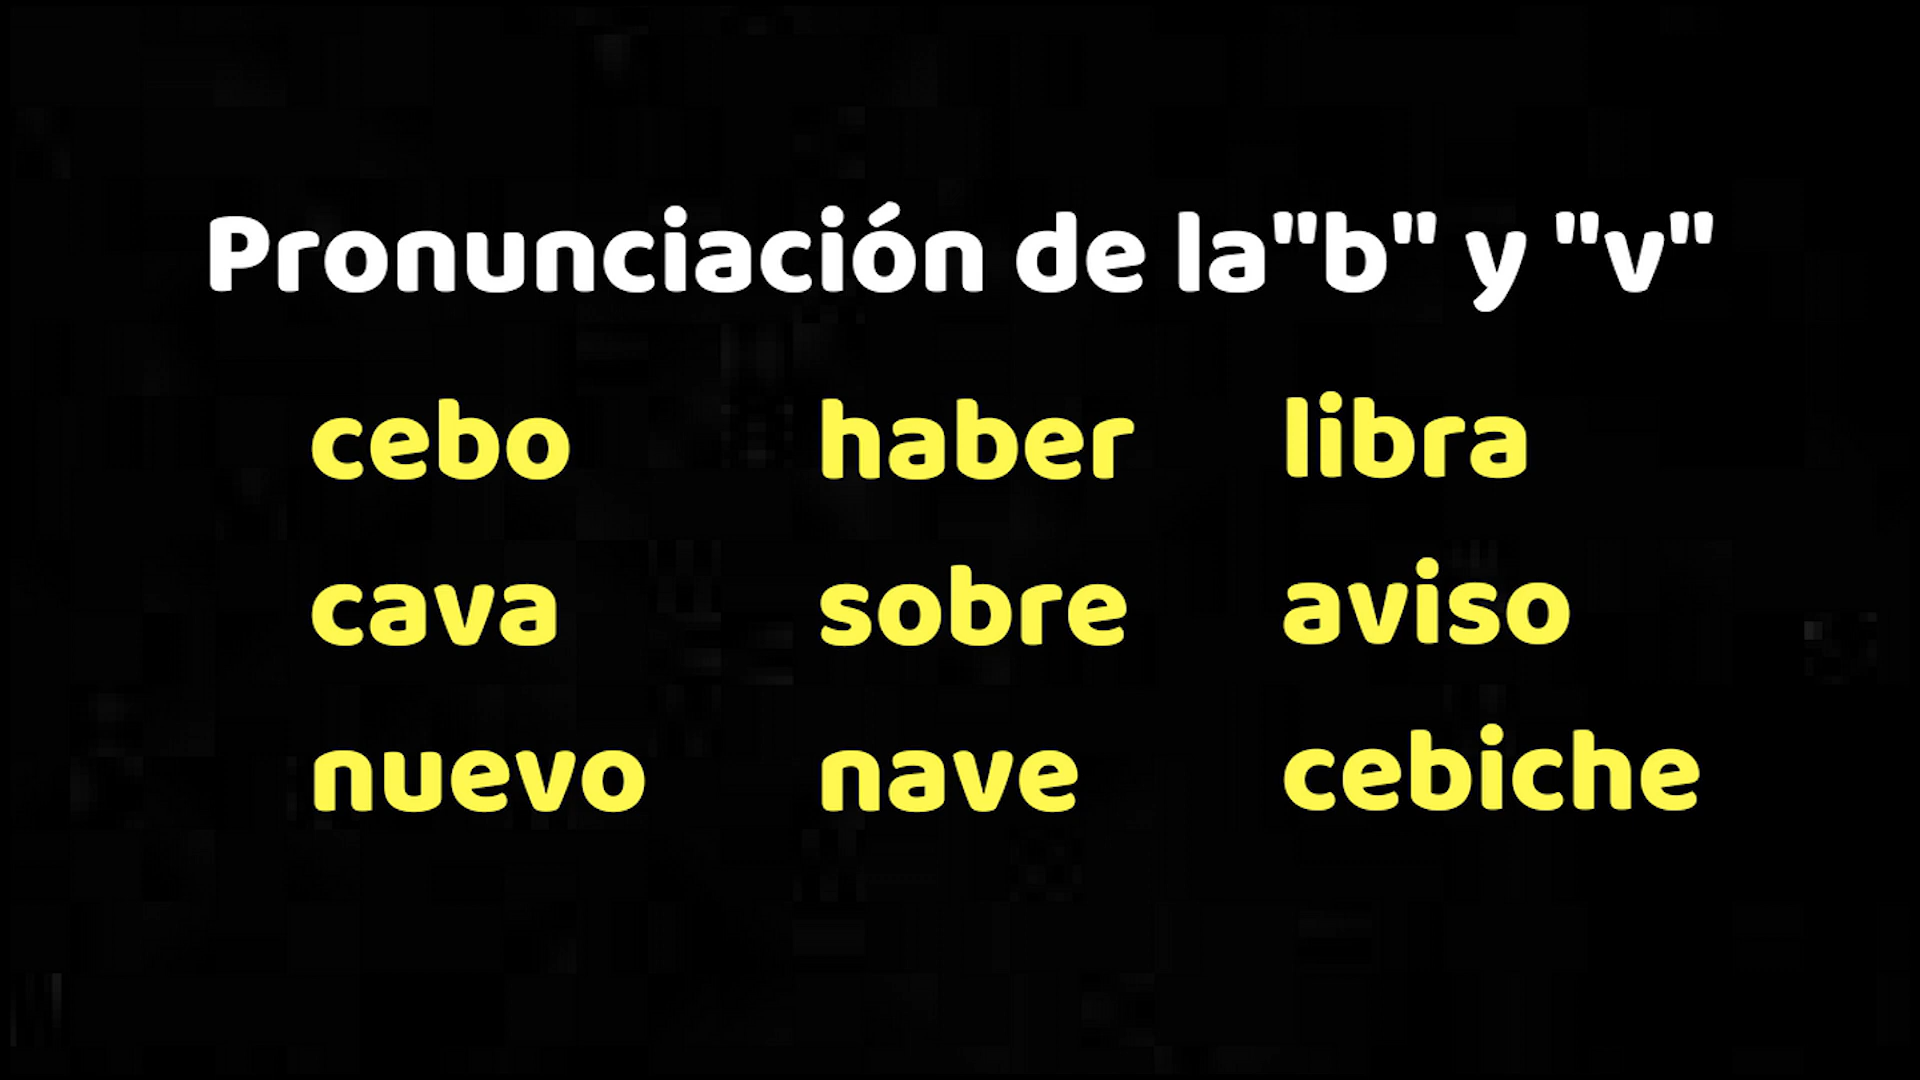 Pronunciación de la"b" y "v"
cebo haber libra
cava sobre aviso
nuevo nave cebiche